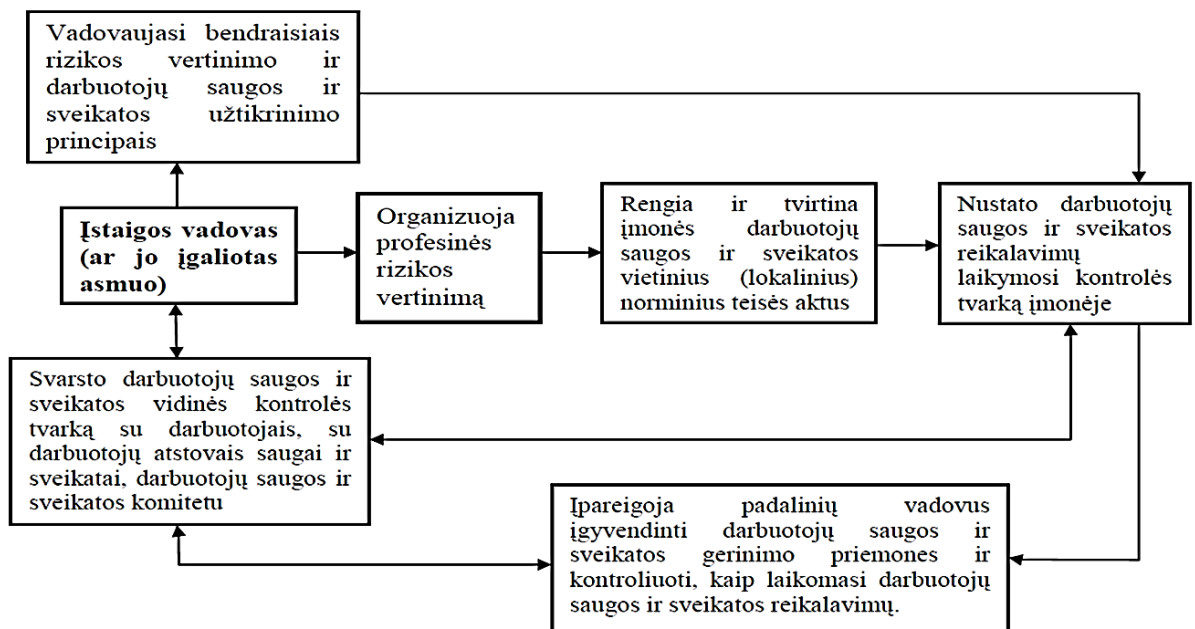 Vadovaujasi bendraisiais
rizikos vertinimo ir
darbuotojų saugos ir
sveikatos užtikrinimo
principais
Įstaigos vadovas
(ar jo įgaliotas
asmuo)
Organizuoja
profesinės
rizikos
vertinimą
Rengia ir tvirtina
įmonės darbuotojų
saugos ir sveikatos
vietinius (lokalinius)
norminius teisės aktus
Nustato darbuotojų
saugos ir sveikatos
reikalavimų
laikymosi kontrolės
tvarką įmonėje
Svarsto darbuotojų saugos ir
sveikatos vidinės kontrolės
tvarką su darbuotojais, su
darbuotojų atstovais saugai ir
sveikatai, darbuotojų saugos ir
sveikatos komitetu
Įpareigoja padalinių vadovus
įgyvendinti darbuotojų saugos ir
sveikatos gerinimo priemones ir
kontroliuoti, kaip laikomasi darbuotojų
saugos ir sveikatos reikalavimų.